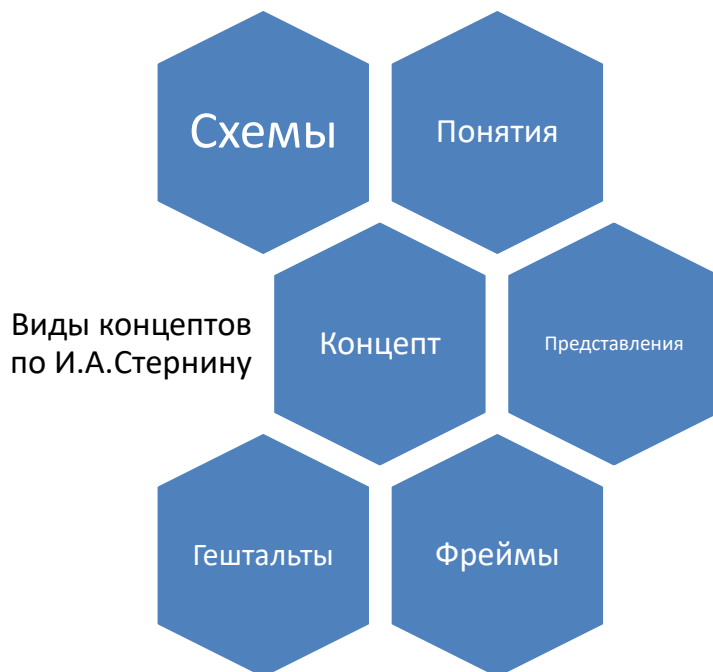 Схемы
Понятия
Виды концептов
по И.А.Стернину
Концепт
Представления
Гештальты
Фреймы